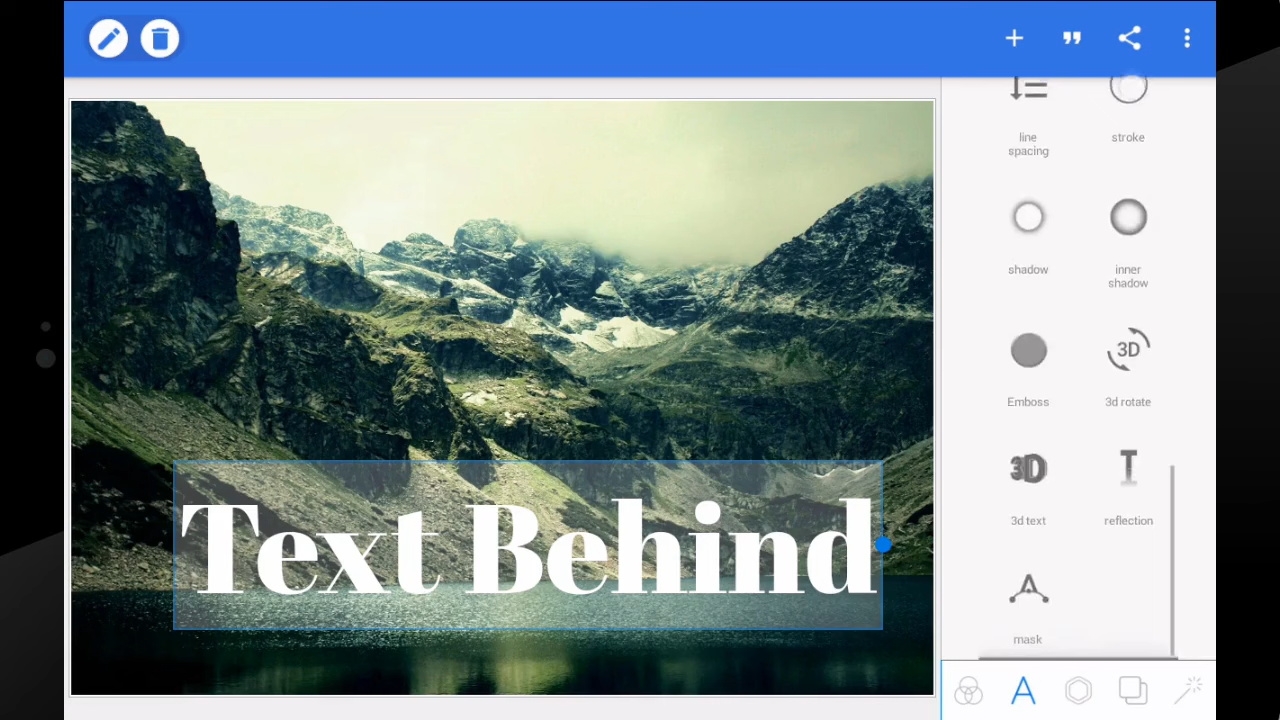 line
spacing
stroke
shadow
inner
shadow
Emboss
3D
3d rotate
3D
3d text
T
reflection
A
mask
A
Text Behind